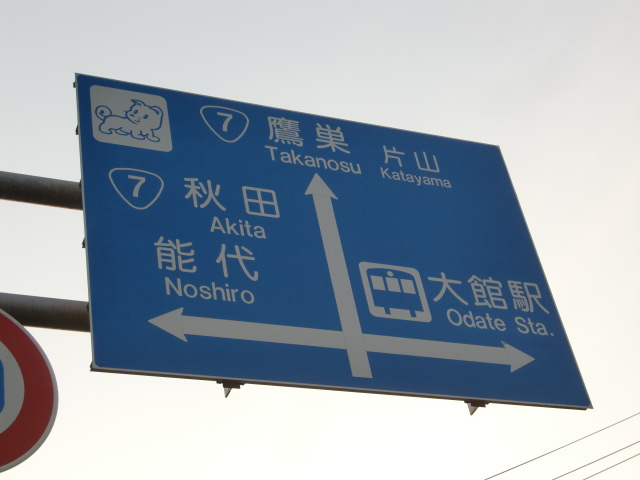 7 鷹巣 片山
Takanosu Katayama
7 秋田
Akita
能代
Noshiro
大館駅
Odate Sta.